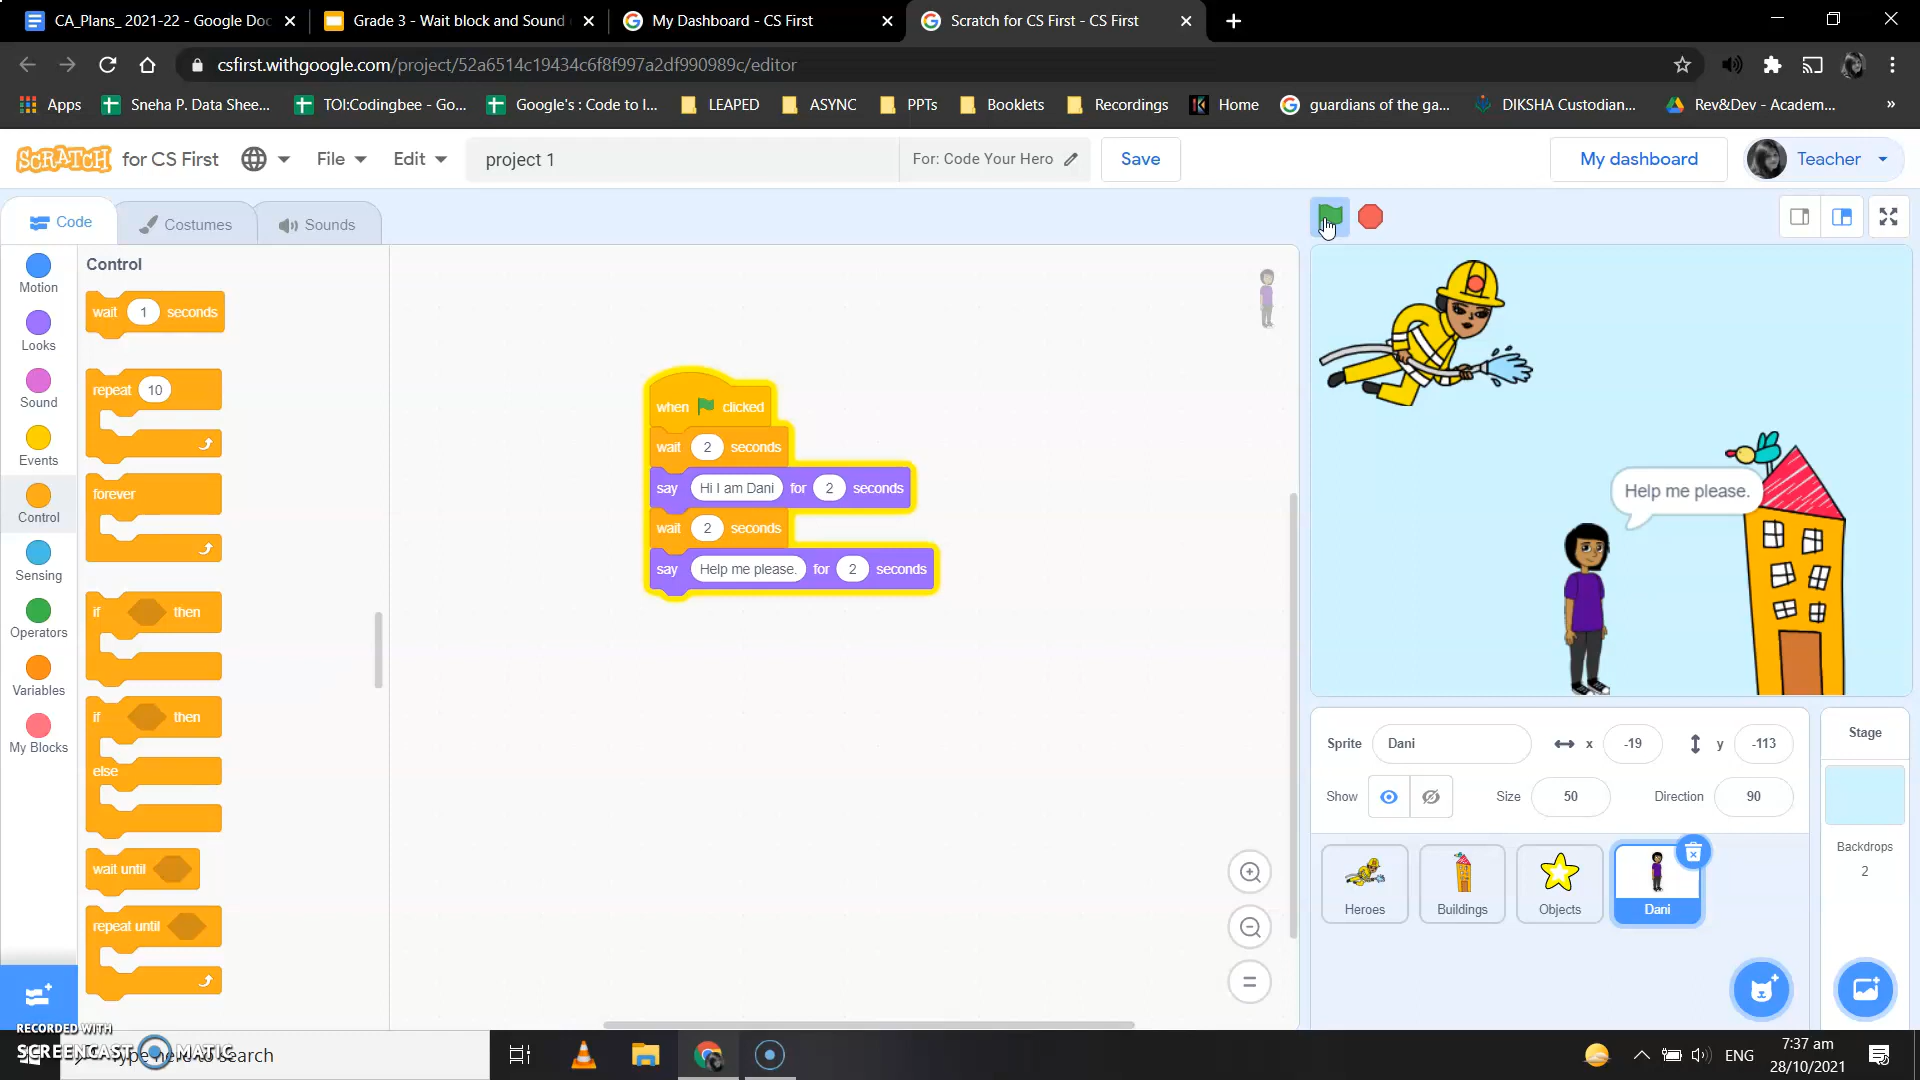 CA_Plans_ 2021-22 - Google Doc
Grade 3 - Wait block and Sound
My Dashboard - CS First
Scratch for CS First - CS First
csfirst.withgoogle.com/project/52a6514c19434c6f8f997a2df990989c/editor
Apps
Sneha P. Data Shee...
TOI:Codingbee - Go...
Google's : Code to I...
LEAPED
ASYNC
PPTs
Booklets
Recordings
Home
guardians of the ga...
DIKSHA Custodian...
Rev&Dev - Academ...
»
SCRATCH for CS First
File
Edit
project 1
For: Code Your Hero
Save
My dashboard
Teacher
Code
Costumes
Sounds
Motion
Looks
Sound
Events
Control
Sensing
Operators
Variables
My Blocks
Control
wait 1 seconds
repeat 10
forever
if then
if then
else
wait until
repeat until
when clicked
wait 2 seconds
say Hi I am Dani for 2 seconds
wait 2 seconds
say Help me please. for 2 seconds
Help me please.
Sprite Dani x -19 y -113
Show Size 50 Direction 90
Heroes
Buildings
Objects
Dani
Stage
Backdrops
2
RECORDED WITH
SCREENCAST MATIC
Type here to search
ENG
7:37 am
28/10/2021